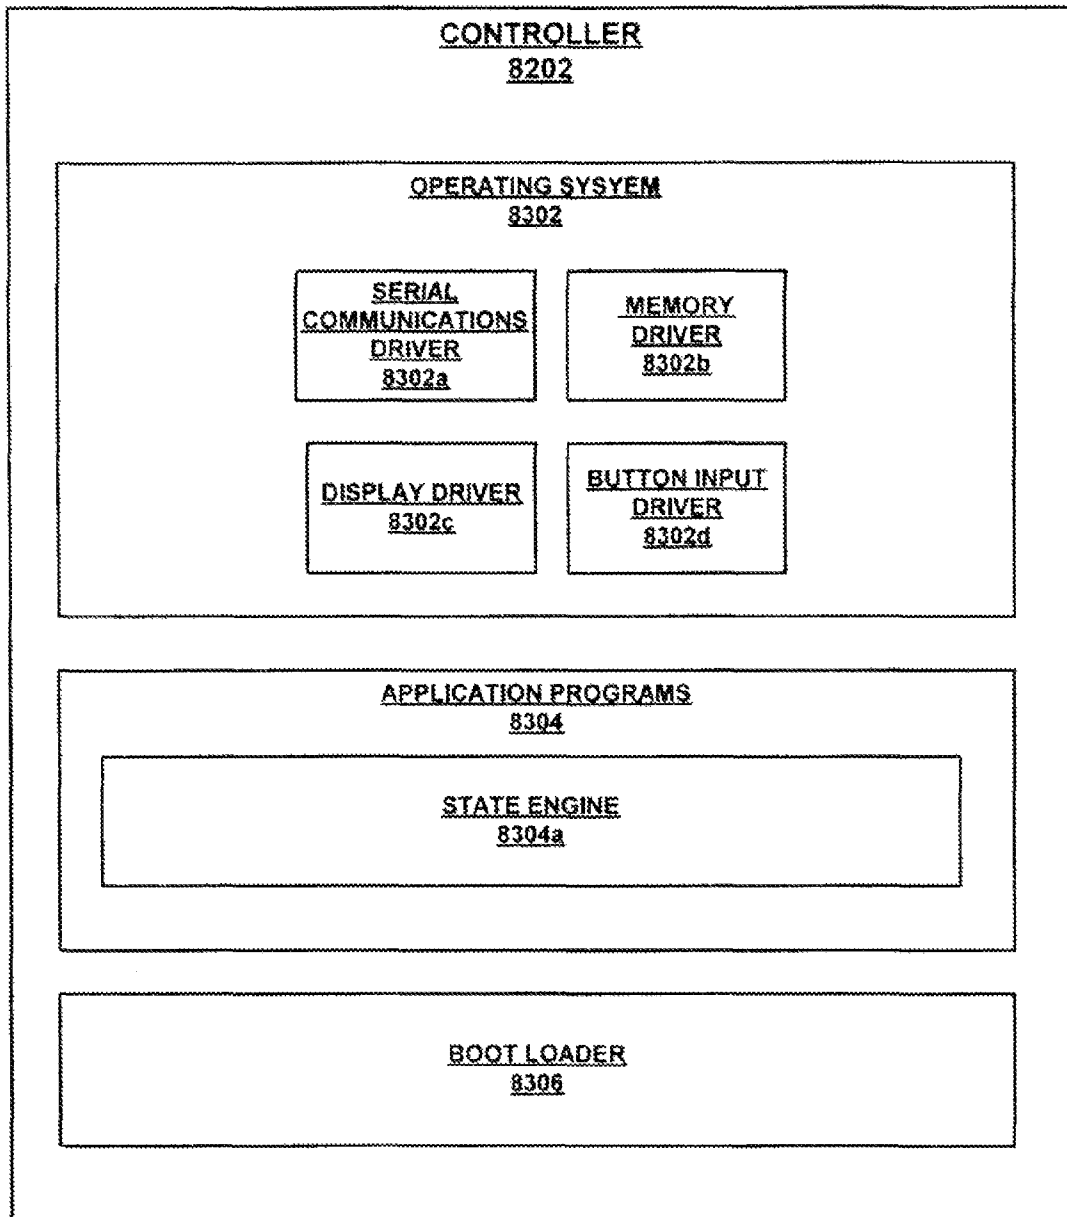 CONTROLLER
8202
OPERATING SYSYEM
8302
SERIAL
COMMUNICATIONS
DRIVER
8302a
MEMORY
DRIVER
8302b
DISPLAY DRIVER
8302c
BUTTON INPUT
DRIVER
8302d
APPLICATION PROGRAMS
8304
STATE ENGINE
8304a
BOOT LOADER
8306